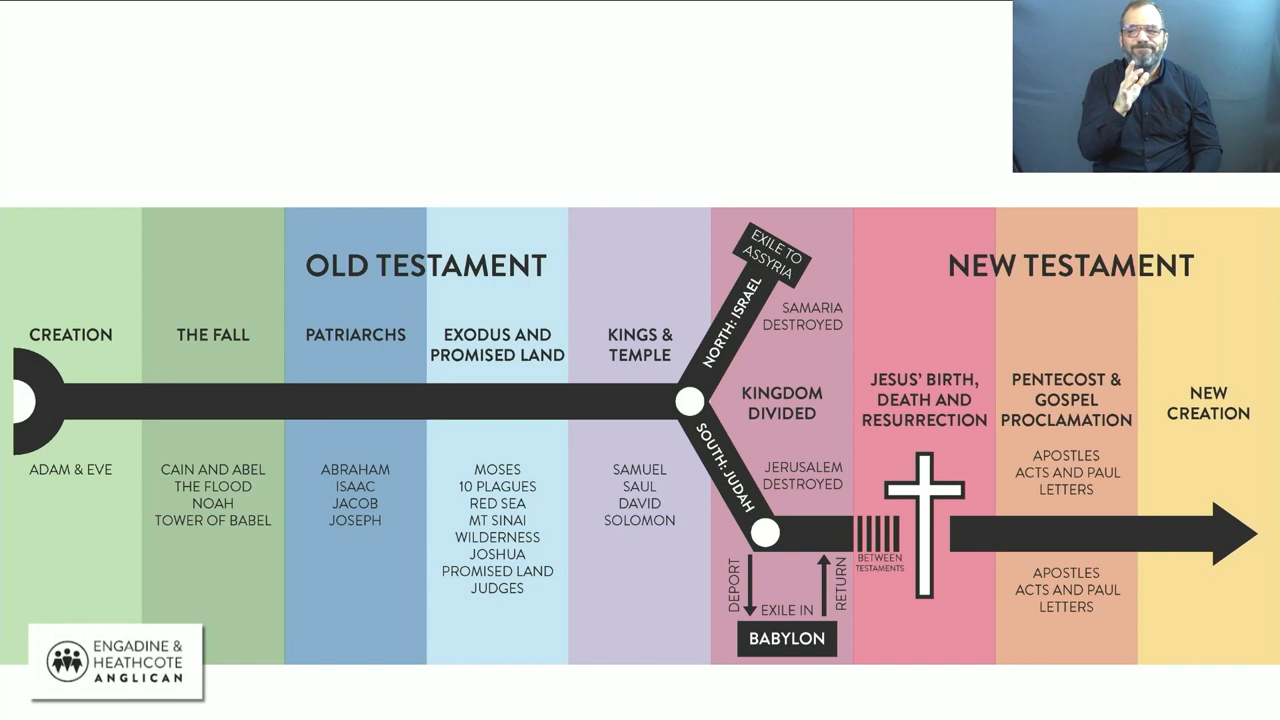 OLD TESTAMENT
NEW TESTAMENT
CREATION
ADAM & EVE
THE FALL
CAIN AND ABEL
THE FLOOD
NOAH
TOWER OF BABEL
PATRIARCHS
ABRAHAM
ISAAC
JACOB
JOSEPH
EXODUS AND
PROMISED LAND
MOSES
10 PLAGUES
RED SEA
MT SINAI
WILDERNESS
JOSHUA
PROMISED LAND
JUDGES
KINGS &
TEMPLE
SAMUEL
SAUL
DAVID
SOLOMON
EXILE TO
ASSYRIA
NORTH: ISRAEL
SAMARIA
DESTROYED
KINGDOM
DIVIDED
SOUTH: JUDAH
JERUSALEM
DESTROYED
DEPORT
EXILE IN
RETURN
BABYLON
BETWEEN
TESTAMENTS
JESUS' BIRTH,
DEATH AND
RESURRECTION
PENTECOST &
GOSPEL
PROCLAMATION
APOSTLES
ACTS AND PAUL
LETTERS
APOSTLES
ACTS AND PAUL
LETTERS
NEW
CREATION
ENGADINE &
HEATHCOTE
ANGLICAN